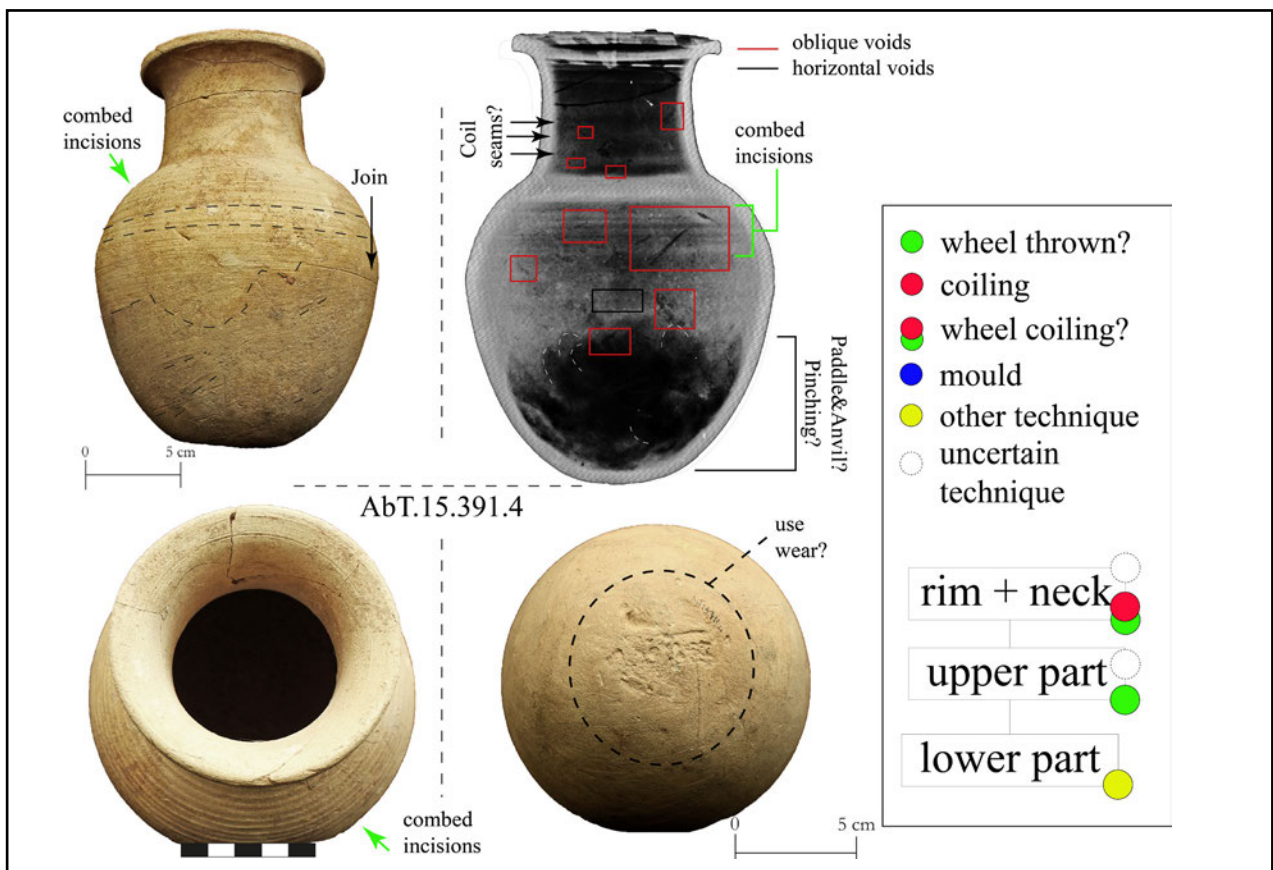 combed
incisions
Join
0
5 cm
oblique voids
horizontal voids
Coil
seams?
combed
incisions
Paddle&Anvil?
Pinching?
AbT.15.391.4
use
wear?
combed
incisions
0
5 cm
wheel thrown?
coiling
wheel coiling?
mould
other technique
uncertain
technique
rim + neck
upper part
lower part